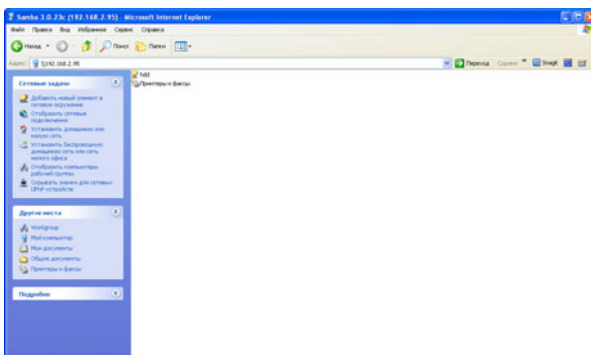 Samba 3.0.23c (192.168.2.95) - Microsoft Internet Explorer
Файл Правка Вид Избранное Сервис Справка
Назад Поиск Папки
Адрес: \\192.168.2.95 Переход Ссылки SnagIt
Сетевые задачи
Добавить новый элемент в
сетевое окружение
Отобразить сетевые
подключения
Установить домашнюю или
малую сеть
Установить беспроводную
домашнюю сеть или сеть
малого офиса
Отобразить компьютеры
рабочей группы
Скрывать значки для сетевых
UPnP-устройств
Другие места
Workgroup
Мой компьютер
Мои документы
Общие документы
Принтеры и факсы
Подробно
hdd
Принтеры и факсы